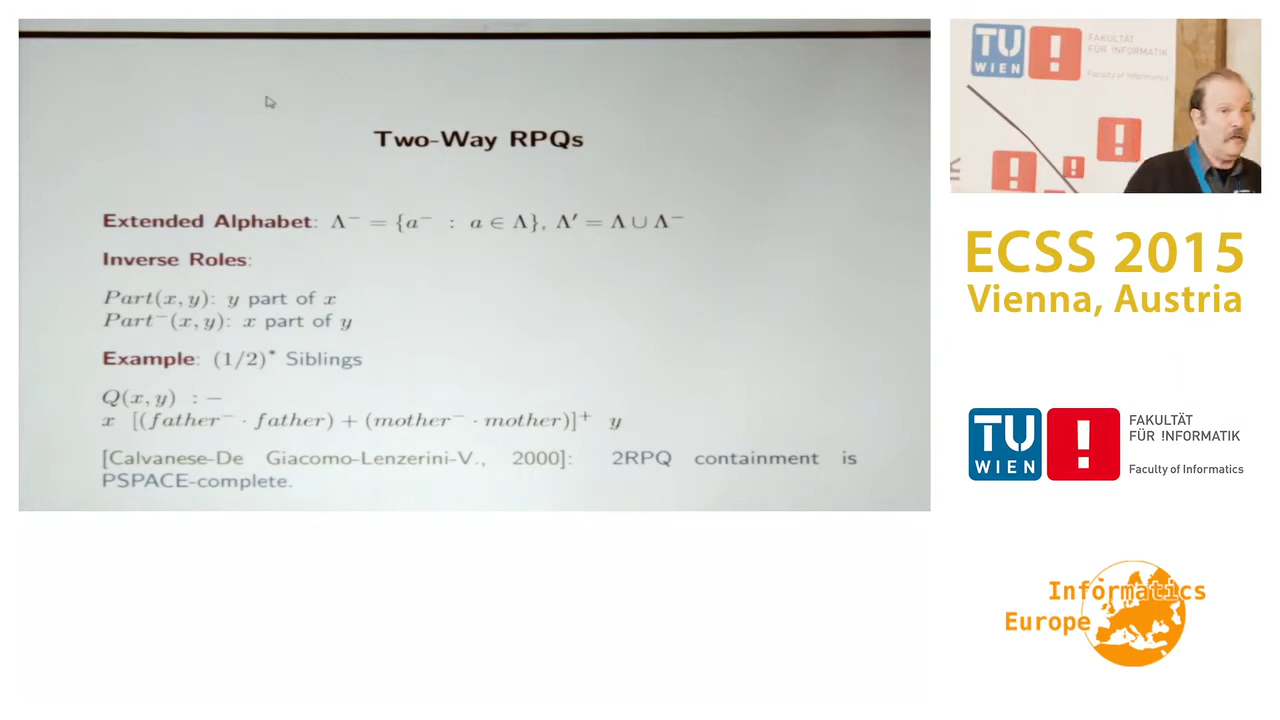 Two-Way RPQs
Extended Alphabet: Λ⁻ = {a⁻ : a ∈ Λ}, Λ′ = Λ ∪ Λ⁻
Inverse Roles:
Part(x, y): y part of x
Part⁻(x, y): x part of y
Example: (1/2)* Siblings
Q(x, y) :−
x [(father⁻ · father) + (mother⁻ · mother)]⁺ y
[Calvanese-De Giacomo-Lenzerini-V., 2000]: 2RPQ containment is
PSPACE-complete.
TU
WIEN
!
FAKULTÄT
FÜR INFORMATIK
Faculty of Informatics
ECSS 2015
Vienna, Austria
TU
WIEN
!
FAKULTÄT
FÜR !NFORMATIK
Faculty of Informatics
Informatics
Europe